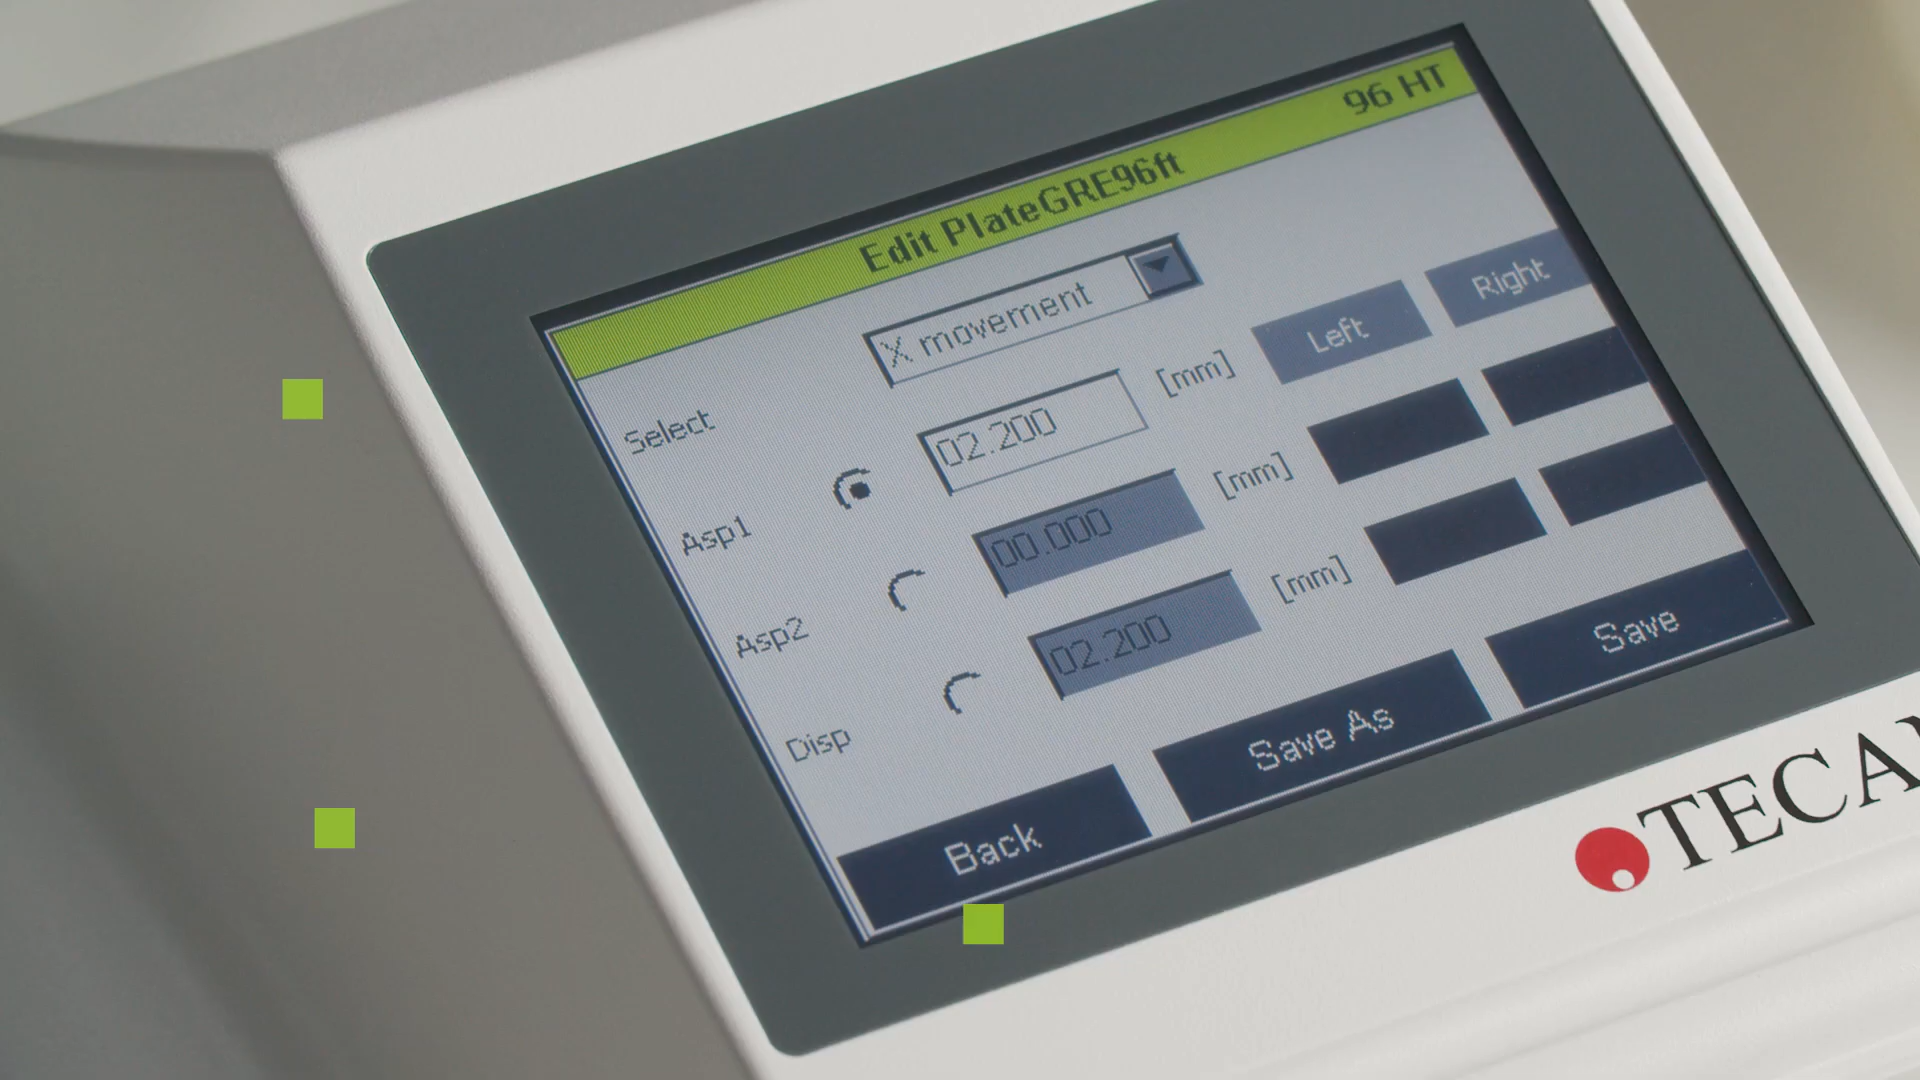 Edit PlateGRE96ft 96 HT
Select X movement
Asp1 02.200 [mm] Left Right
Asp2 00.000 [mm]
Disp 02.200 [mm]
Back Save As Save
TECAN